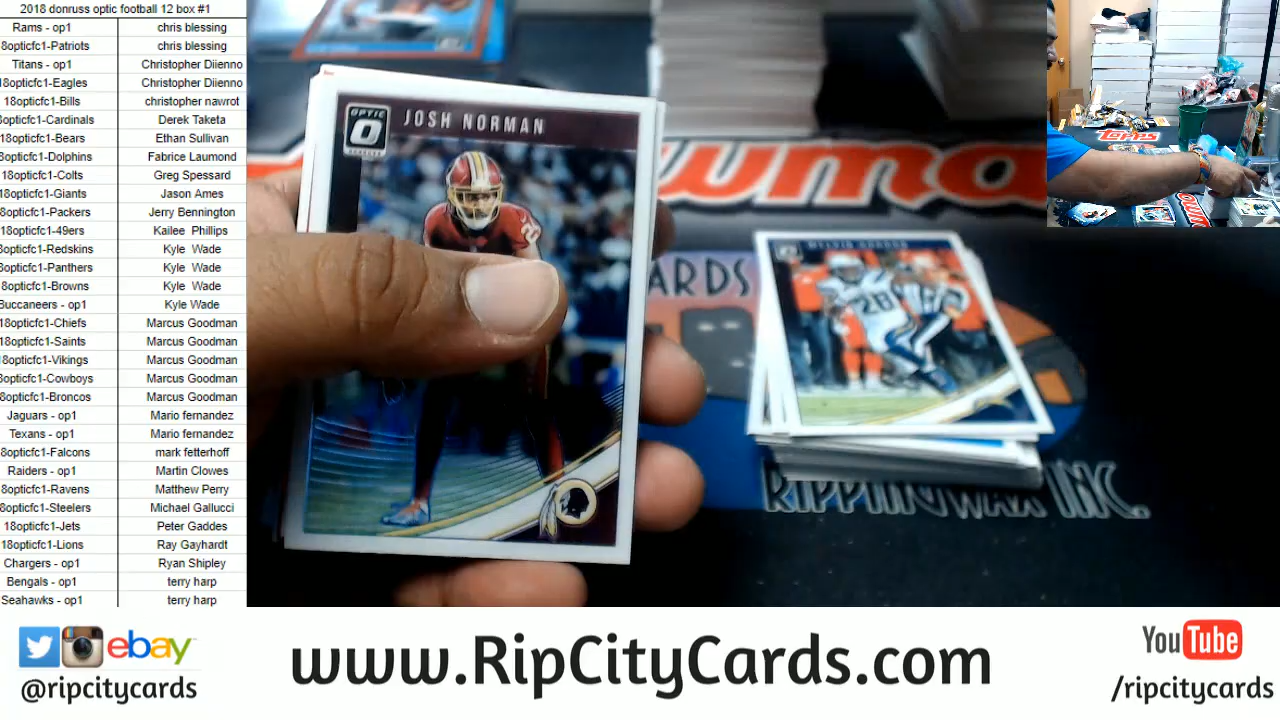 2018 donruss optic football 12 box #1
Rams - op1 chris blessing
8opticfc1-Patriots chris blessing
Titans - op1 Christopher Diienno
18opticfc1-Eagles Christopher Diienno
18opticfc1-Bills christopher nawrot
8opticfc1-Cardinals Derek Taketa
18opticfc1-Bears Ethan Sullivan
8opticfc1-Dolphins Fabrice Laumond
18opticfc1-Colts Greg Spessard
18opticfc1-Giants Jason Ames
8opticfc1-Packers Jerry Bennington
18opticfc1-49ers Kailee Phillips
8opticfc1-Redskins Kyle Wade
8opticfc1-Panthers Kyle Wade
8opticfc1-Browns Kyle Wade
Buccaneers - op1 Kyle Wade
18opticfc1-Chiefs Marcus Goodman
18opticfc1-Saints Marcus Goodman
18opticfc1-Vikings Marcus Goodman
8opticfc1-Cowboys Marcus Goodman
8opticfc1-Broncos Marcus Goodman
Jaguars - op1 Mario fernandez
Texans - op1 Mario fernandez
8opticfc1-Falcons mark fetterhoff
Raiders - op1 Martin Clowes
8opticfc1-Ravens Matthew Perry
8opticfc1-Steelers Michael Gallucci
18opticfc1-Jets Peter Gaddes
18opticfc1-Lions Ray Gayhardt
Chargers - op1 Ryan Shipley
Bengals - op1 terry harp
Seahawks - op1 terry harp
OPTIC
JOSH NORMAN
28
CARDS
RIPPINGWAX INC.
Topps
ebay
@ripcitycards
www.RipCityCards.com
YouTube
/ripcitycards